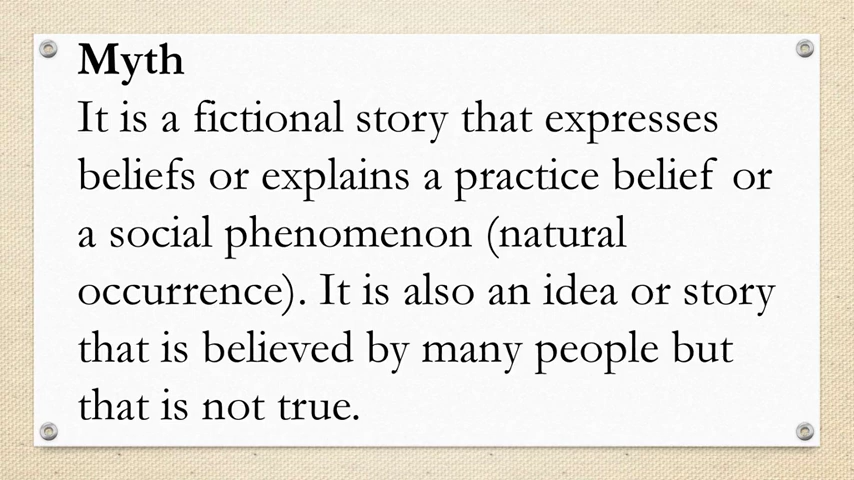 Myth
It is a fictional story that expresses
beliefs or explains a practice belief or
a social phenomenon (natural
occurrence). It is also an idea or story
that is believed by many people but
that is not true.